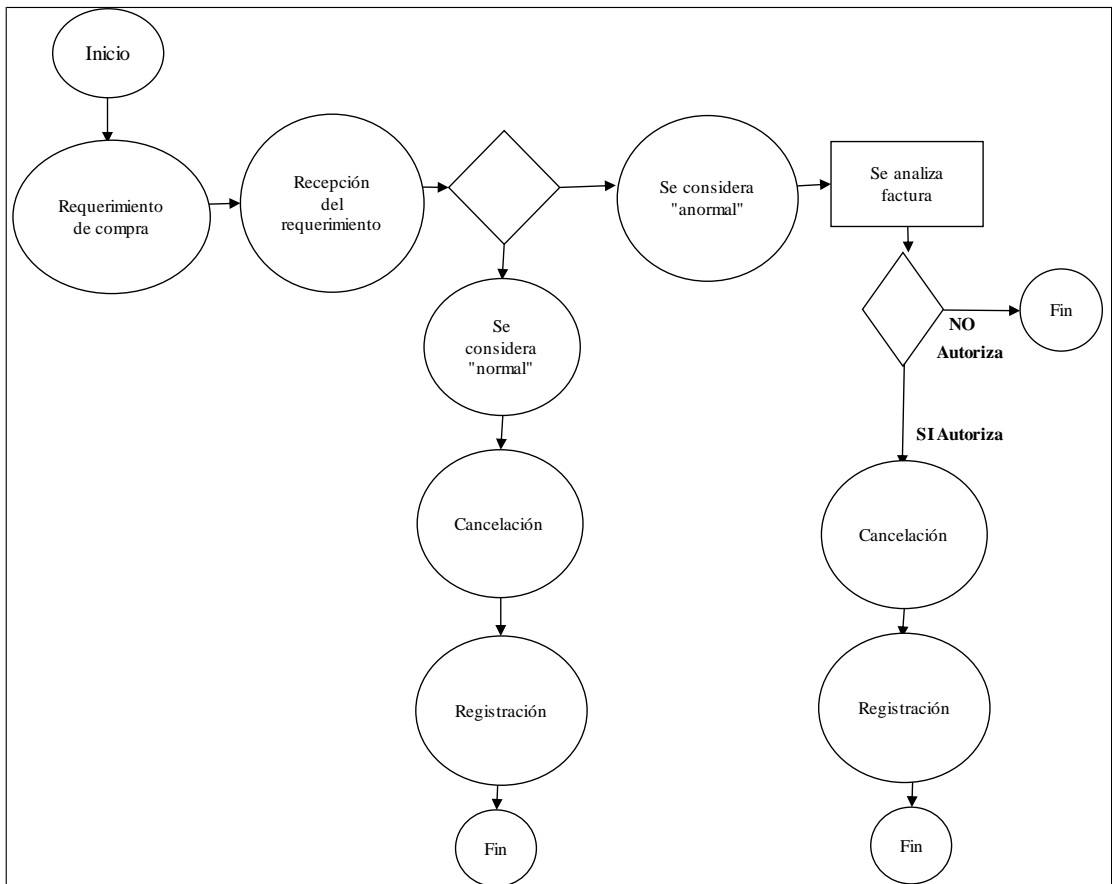 Inicio
Requerimiento
de compra
Recepción
del
requerimiento
Se considera
"anormal"
Se analiza
factura
Se
considera
"normal"
NO
Autoriza
Fin
SI Autoriza
Cancelación
Cancelación
Registración
Registración
Fin
Fin